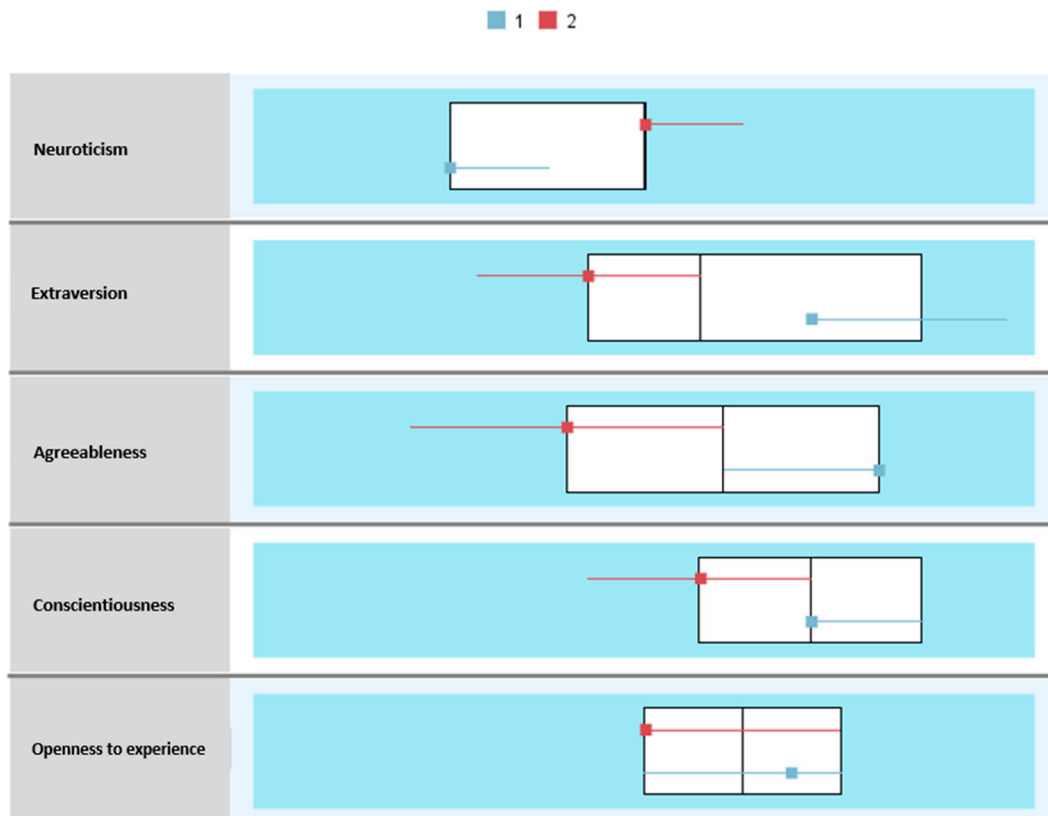 1 2
Neuroticism
Extraversion
Agreeableness
Conscientiousness
Openness to experience